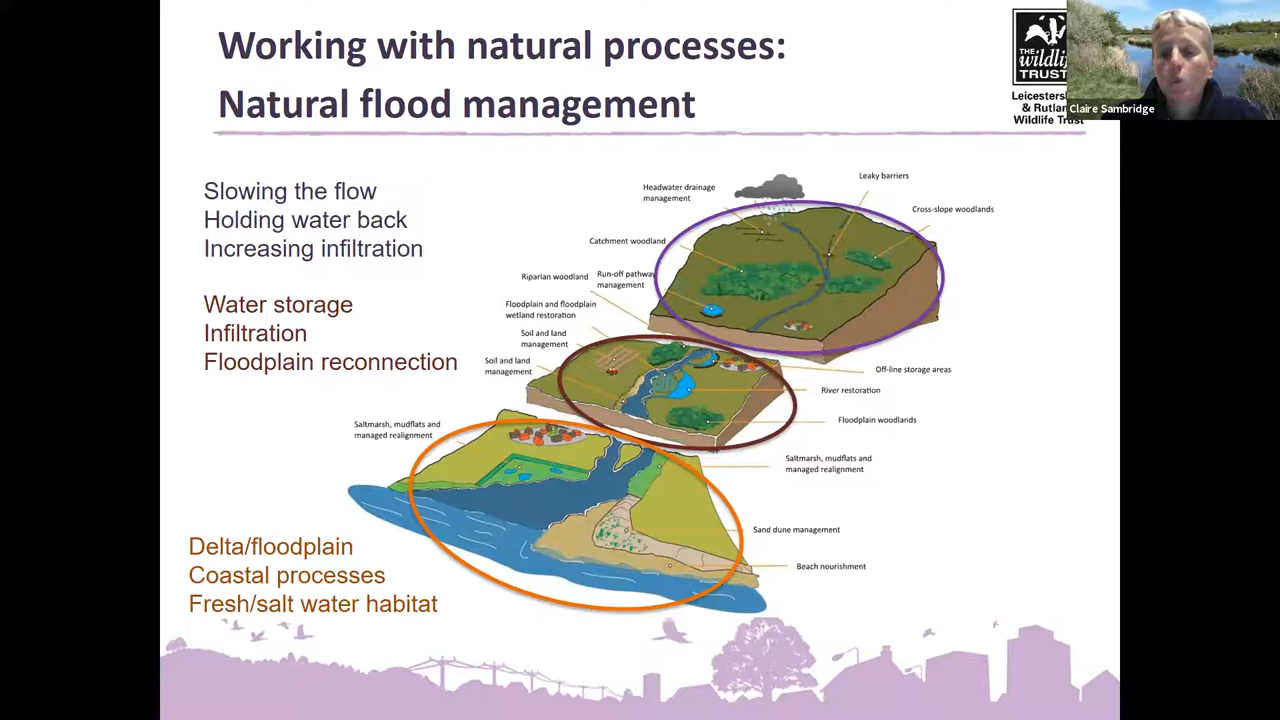 Working with natural processes:
Natural flood management
THE
wildlife
TRUST
Leicestersh
& Rutlan
Wildlife Trust
Claire Sambridge
Slowing the flow
Holding water back
Increasing infiltration
Water storage
Infiltration
Floodplain reconnection
Delta/floodplain
Coastal processes
Fresh/salt water habitat
Headwater drainage
management
Leaky barriers
Cross-slope woodlands
Catchment woodland
Riparian woodland
Run-off pathway
management
Floodplain and floodplain
wetland restoration
Soil and land
management
Soil and land
management
Off-line storage areas
River restoration
Floodplain woodlands
Saltmarsh, mudflats and
managed realignment
Saltmarsh, mudflats and
managed realignment
Sand dune management
Beach nourishment